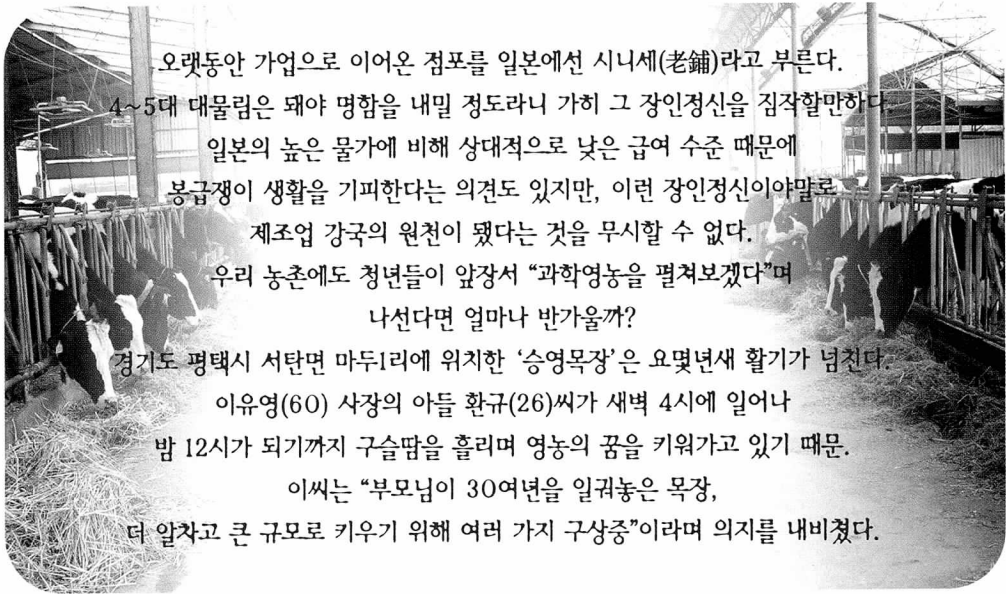 오랫동안 가업으로 이어온 점포를 일본에선 시니세(老鋪)라고 부른다.
4~5대 대물림은 돼야 명함을 내밀 정도라니 가히 그 장인정신을 짐작할만하다.
일본의 높은 물가에 비해 상대적으로 낮은 급여 수준 때문에
봉급쟁이 생활을 기피한다는 의견도 있지만, 이런 장인정신이야말로
제조업 강국의 원천이 됐다는 것을 무시할 수 없다.
우리 농촌에도 청년들이 앞장서 “과학영농을 펼쳐보겠다”며
나선다면 얼마나 반가울까?
경기도 평택시 서탄면 마두1리에 위치한 ‘승영목장’은 요몇년새 활기가 넘친다.
이유영(60) 사장의 아들 환규(26)씨가 새벽 4시에 일어나
밤 12시가 되기까지 구슬땀을 흘리며 영농의 꿈을 키워가고 있기 때문.
이씨는 “부모님이 30여년을 일궈놓은 목장,
더 알차고 큰 규모로 키우기 위해 여러 가지 구상중”이라며 의지를 내비쳤다.